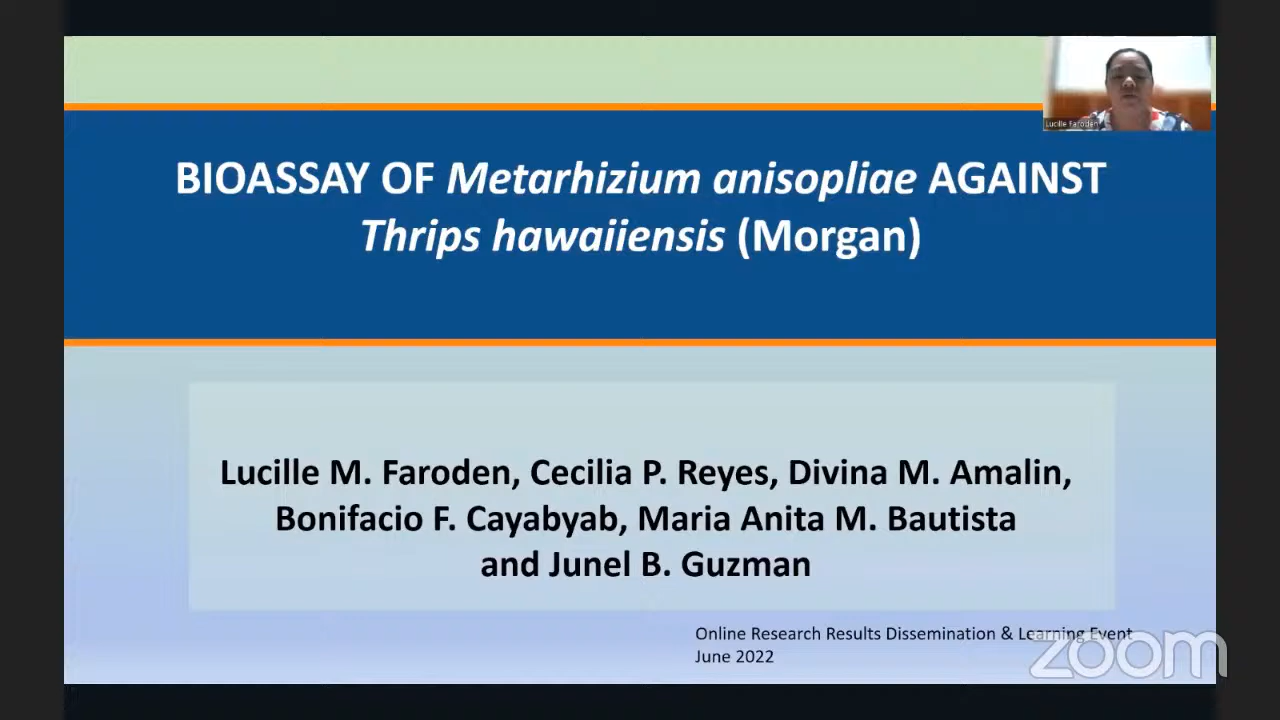 Lucille Faroden
BIOASSAY OF Metarhizium anisopliae AGAINST
Thrips hawaiiensis (Morgan)
Lucille M. Faroden, Cecilia P. Reyes, Divina M. Amalin,
Bonifacio F. Cayabyab, Maria Anita M. Bautista
and Junel B. Guzman
Online Research Results Dissemination & Learning Event
June 2022
zoom